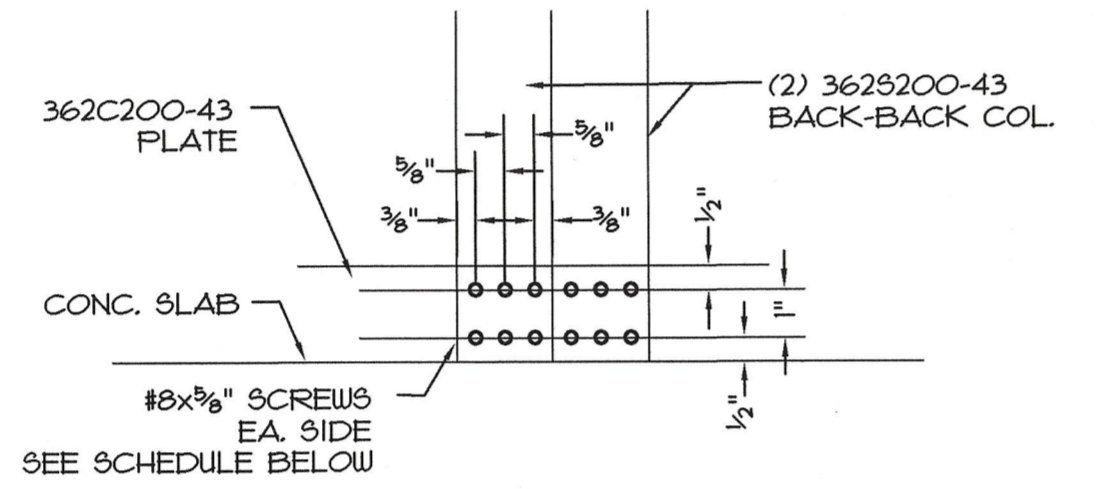 (2) 362S200-43
BACK-BACK COL.
362C200-43
PLATE
5/8"
5/8"
3/8"
3/8"
1/2"
CONC. SLAB
1"
1/2"
#8x5/8" SCREWS
EA. SIDE
SEE SCHEDULE BELOW